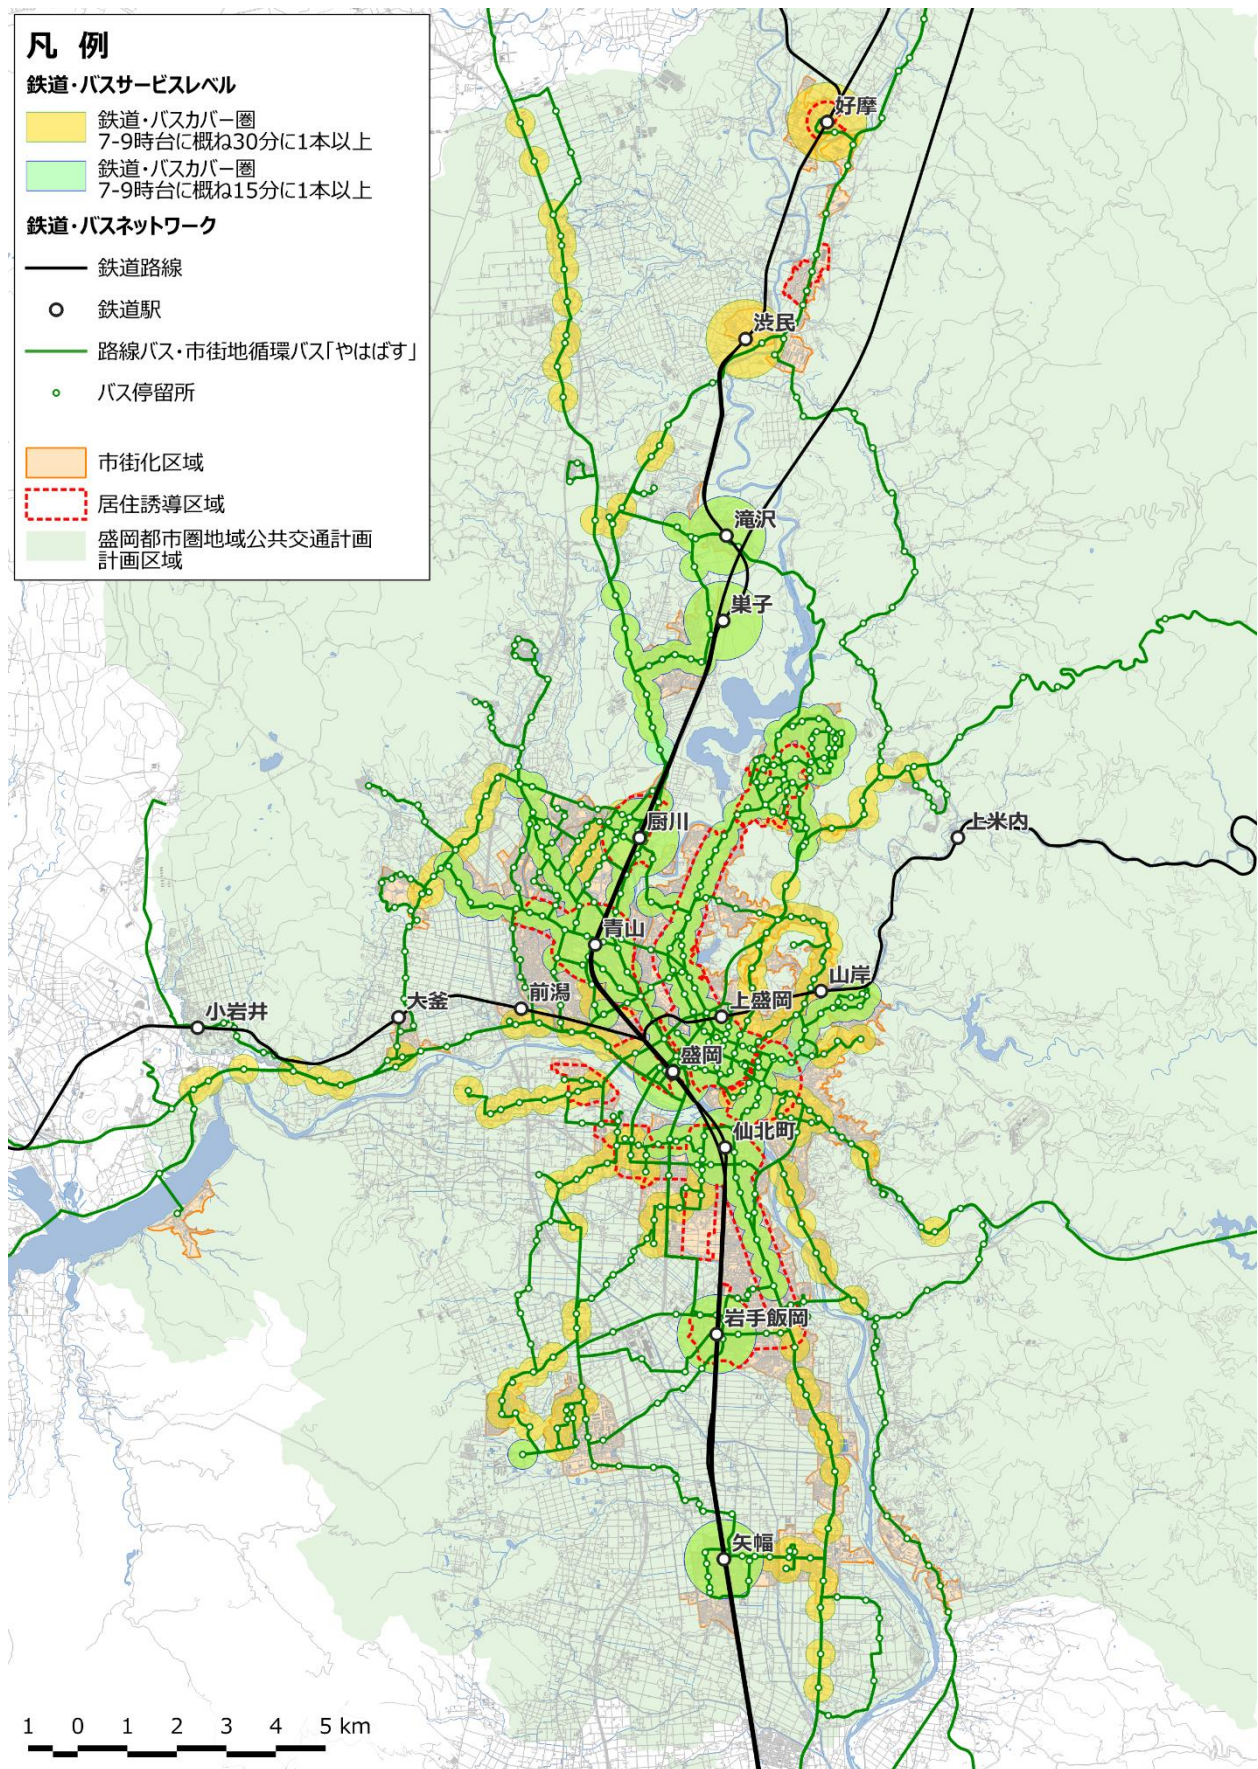 凡 例
鉄道・バスサービスレベル
鉄道・バスカバー圏
7-9時台に概ね30分に1本以上
鉄道・バスカバー圏
7-9時台に概ね15分に1本以上
鉄道・バスネットワーク
鉄道路線
鉄道駅
路線バス・市街地循環バス「やはばす」
バス停留所
市街化区域
居住誘導区域
盛岡都市圏地域公共交通計画
計画区域
好摩
渋民
滝沢
巣子
厨川
上米内
青山
山岸
前潟
上盛岡
大釜
小岩井
盛岡
仙北町
岩手飯岡
矢幅
1 0 1 2 3 4 5 km